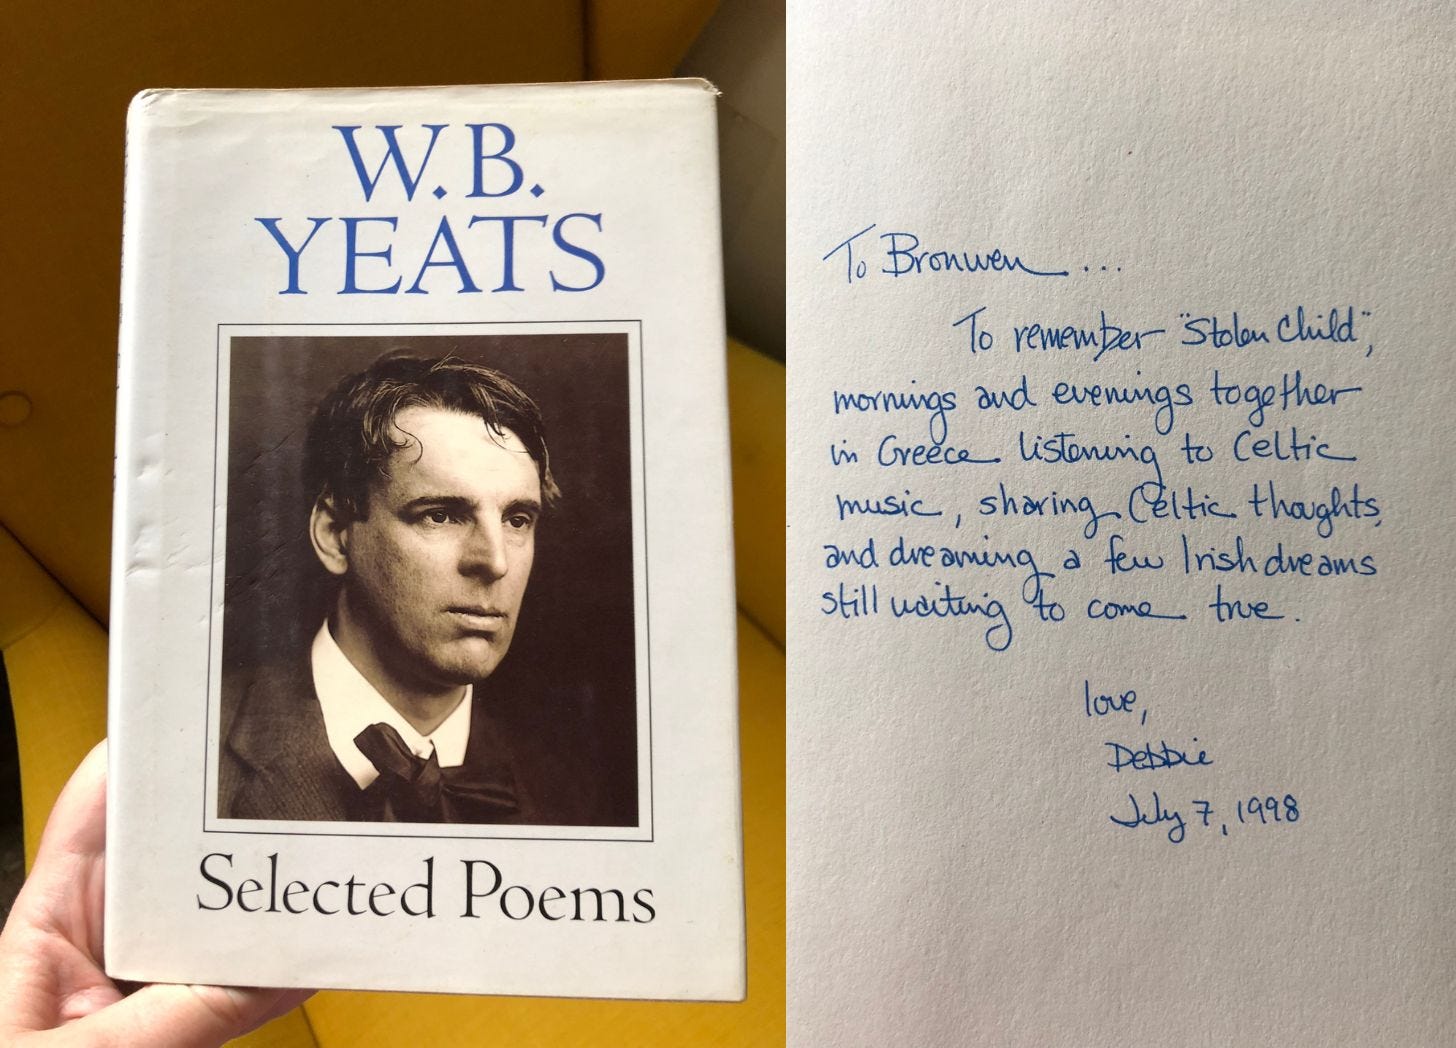 W. B.
YEATS
Selected Poems
To Bronwen...
To remember "Stolen Child",
mornings and evenings together
in Greece listening to Celtic
music, sharing Celtic thoughts,
and dreaming a few Irish dreams
still waiting to come true.
love,
Debbie
July 7, 1998